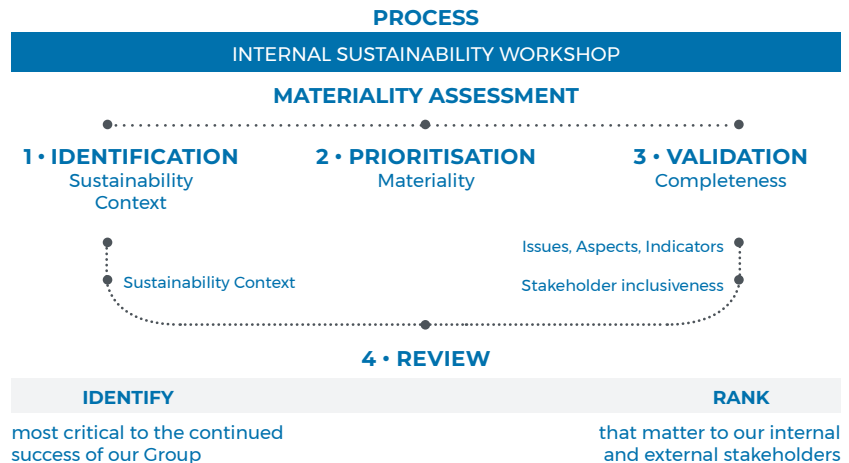 PROCESS
INTERNAL SUSTAINABILITY WORKSHOP
MATERIALITY ASSESSMENT
1 • IDENTIFICATION
Sustainability
Context
2 • PRIORITISATION
Materiality
3 • VALIDATION
Completeness
Sustainability Context
Issues, Aspects, Indicators
Stakeholder inclusiveness
4 • REVIEW
IDENTIFY
most critical to the continued
success of our Group
RANK
that matter to our internal
and external stakeholders